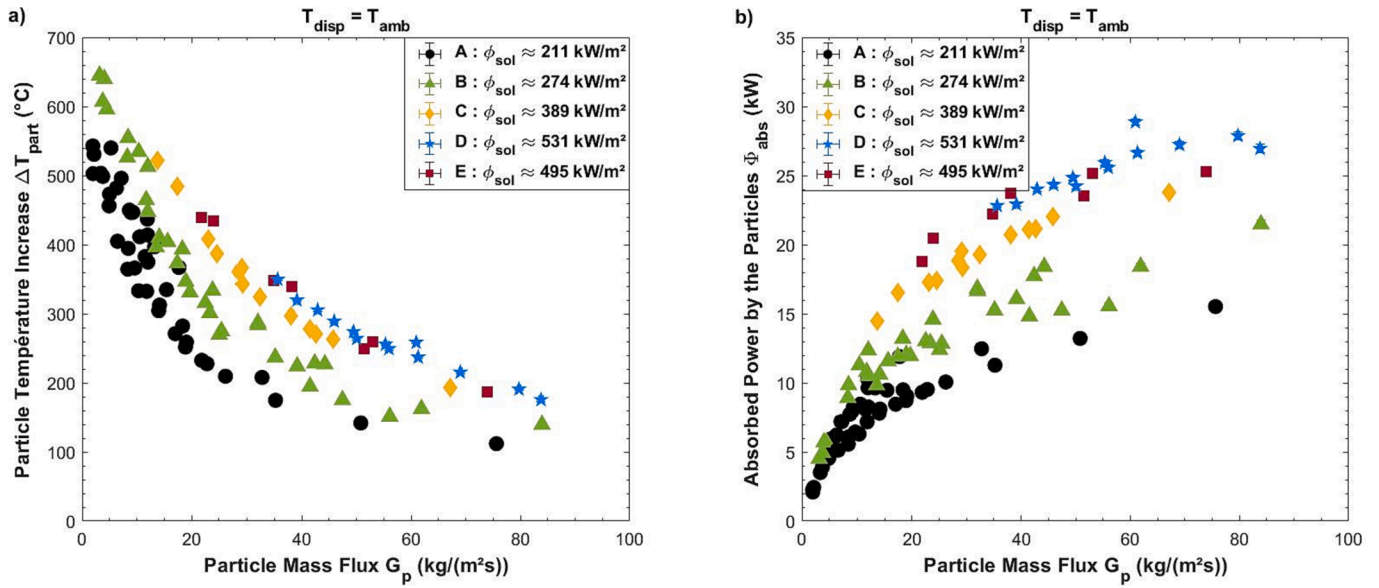 a)
T_disp = T_amb
Particle Température Increase ΔT_part (°C)
700
600
500
400
300
200
100
0
A : ϕ_sol ≈ 211 kW/m²
B : ϕ_sol ≈ 274 kW/m²
C : ϕ_sol ≈ 389 kW/m²
D : ϕ_sol ≈ 531 kW/m²
E : ϕ_sol ≈ 495 kW/m²
0 20 40 60 80 100
Particle Mass Flux G_p (kg/(m²s))
b)
T_disp = T_amb
Absorbed Power by the Particles Φ_abs (kW)
35
30
25
20
15
10
5
0
A : ϕ_sol ≈ 211 kW/m²
B : ϕ_sol ≈ 274 kW/m²
C : ϕ_sol ≈ 389 kW/m²
D : ϕ_sol ≈ 531 kW/m²
E : ϕ_sol ≈ 495 kW/m²
0 20 40 60 80 100
Particle Mass Flux G_p (kg/(m²s))